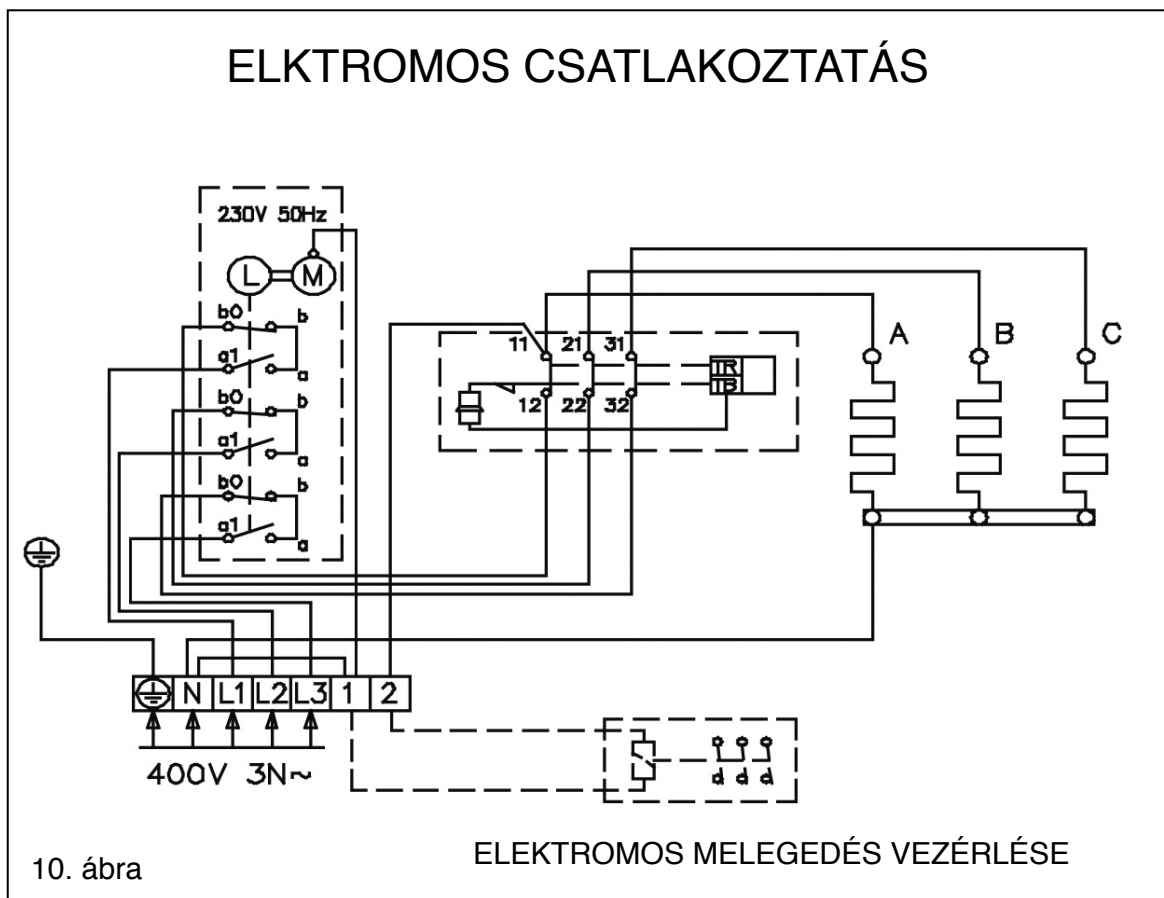 ELKTROMOS CSATLAKOZTATÁS
230V 50Hz
L M
b0 b
a1 a
b0 b
a1 a
b0 b
a1 a
11 21 31
TR
TB
12 22 32
A B C
N L1 L2 L3 1 2
400V 3N~
10. ábra
ELEKTROMOS MELEGEDÉS VEZÉRLÉSE